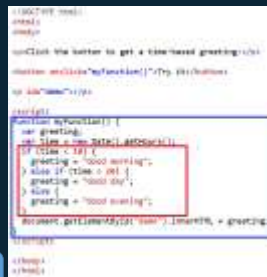 <!DOCTYPE html>
<html>
<body>
<p>Click the button to get a time-based greeting:</p>
<button onclick="myFunction()">Try it</button>
<p id="demo"></p>
<script>
function myFunction() {
var greeting;
var time = new Date().getHours();
if (time < 10) {
greeting = "Good morning";
} else if (time < 20) {
greeting = "Good day";
} else {
greeting = "Good evening";
}
document.getElementById("demo").innerHTML = greeting;
}
</script>
</body>
</html>